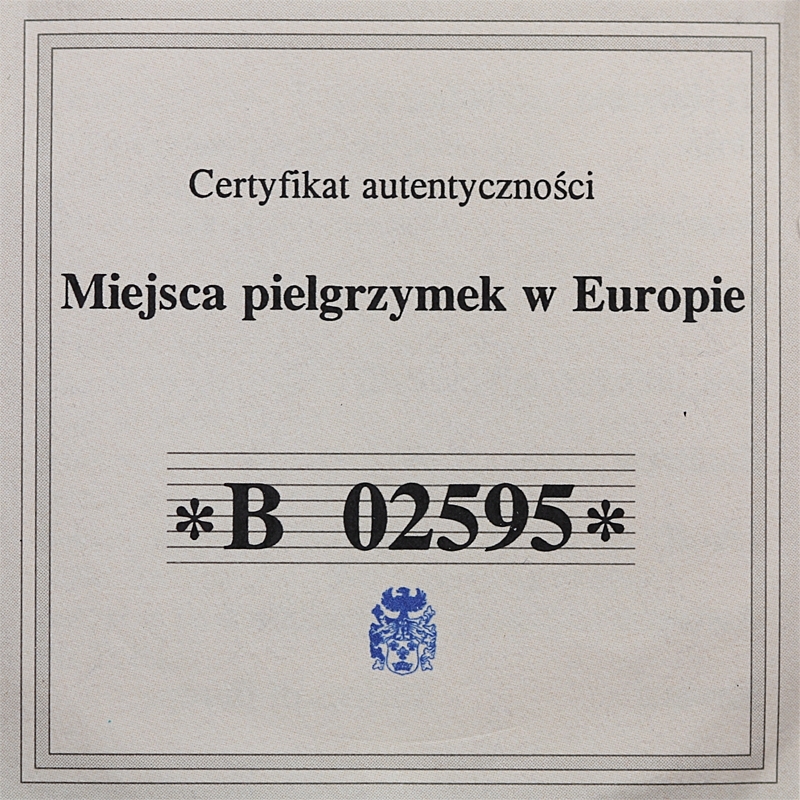 Certyfikat autentyczności
Miejsca pielgrzymek w Europie
*B 02595*